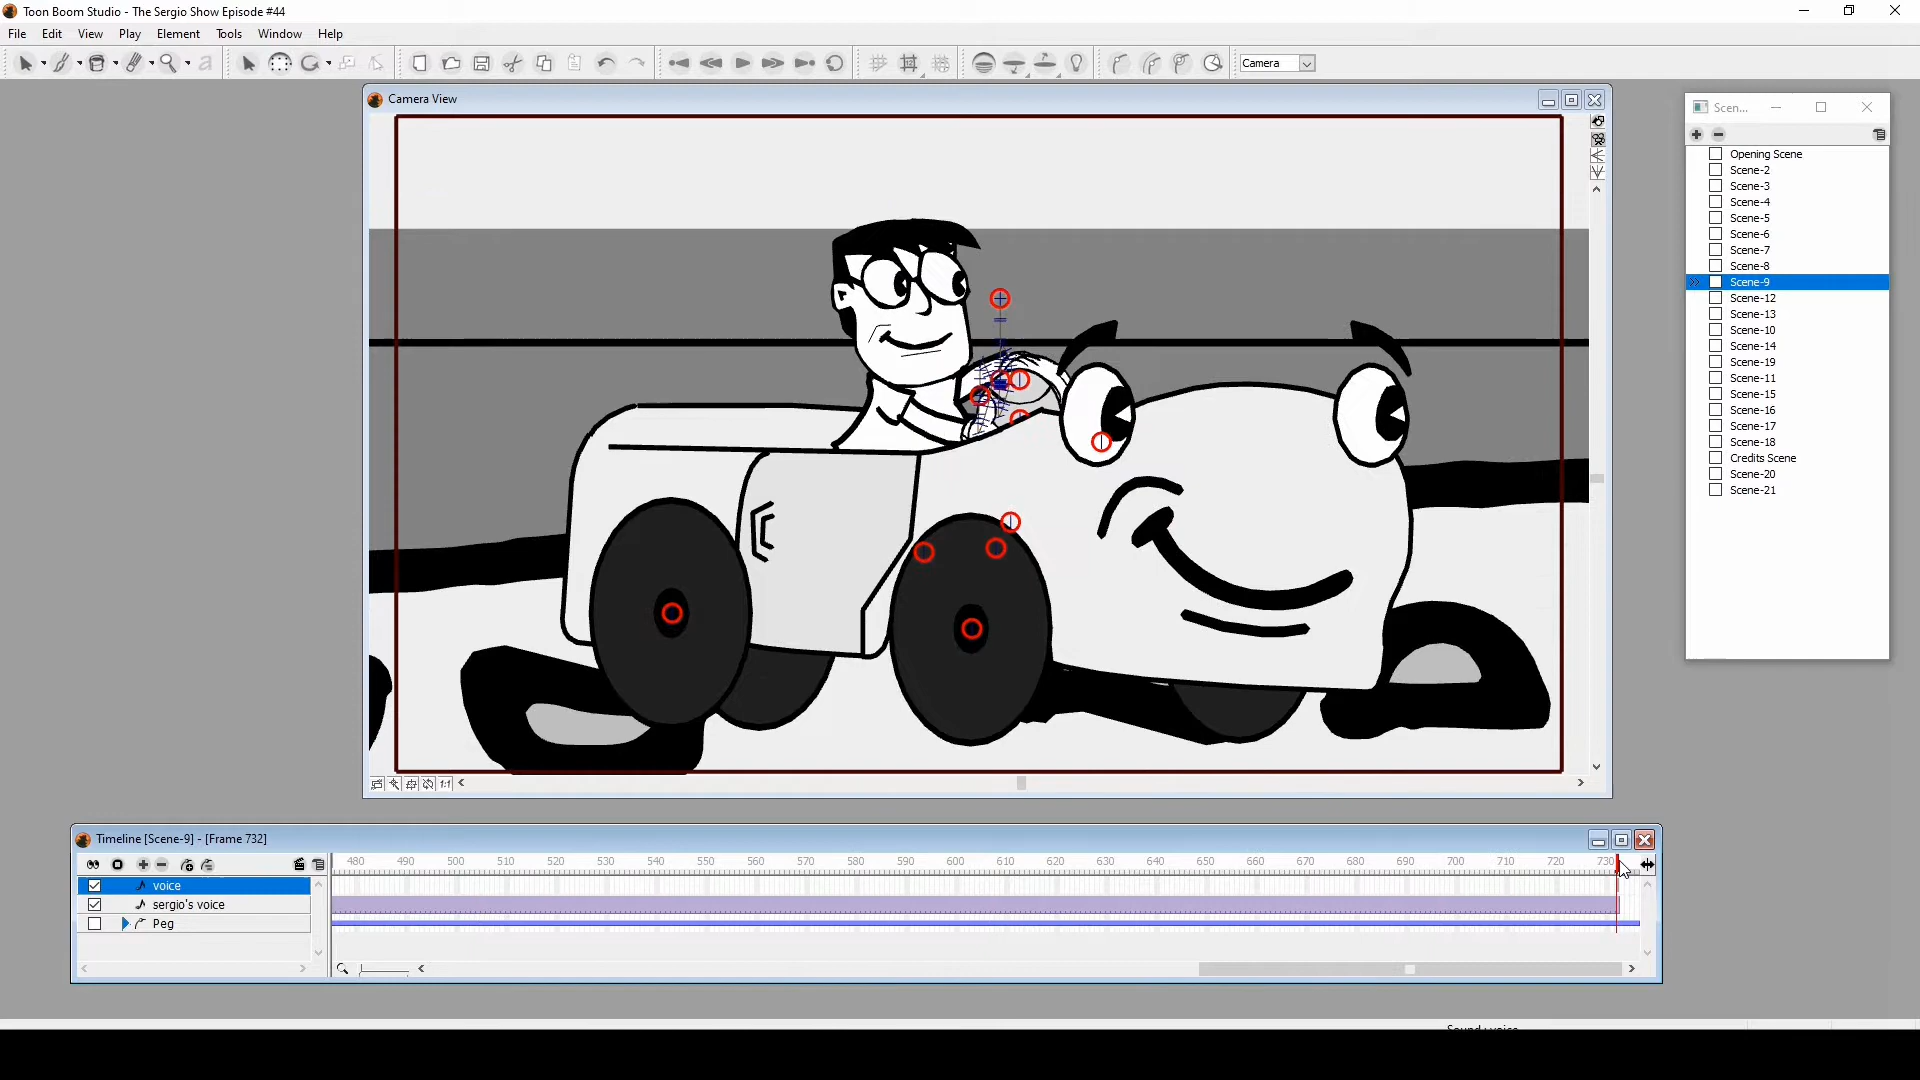 Toon Boom Studio - The Sergio Show Episode #44
File Edit View Play Element Tools Window Help
Camera
Camera View
Scen...
Opening Scene
Scene-2
Scene-3
Scene-4
Scene-5
Scene-6
Scene-7
Scene-8
Scene-9
Scene-12
Scene-13
Scene-10
Scene-14
Scene-19
Scene-11
Scene-15
Scene-16
Scene-17
Scene-18
Credits Scene
Scene-20
Scene-21
1:1
Timeline [Scene-9] - [Frame 732]
480 490 500 510 520 530 540 550 560 570 580 590 600 610 620 630 640 650 660 670 680 690 700 710 720 730
voice
sergio's voice
Peg
Sound : voice